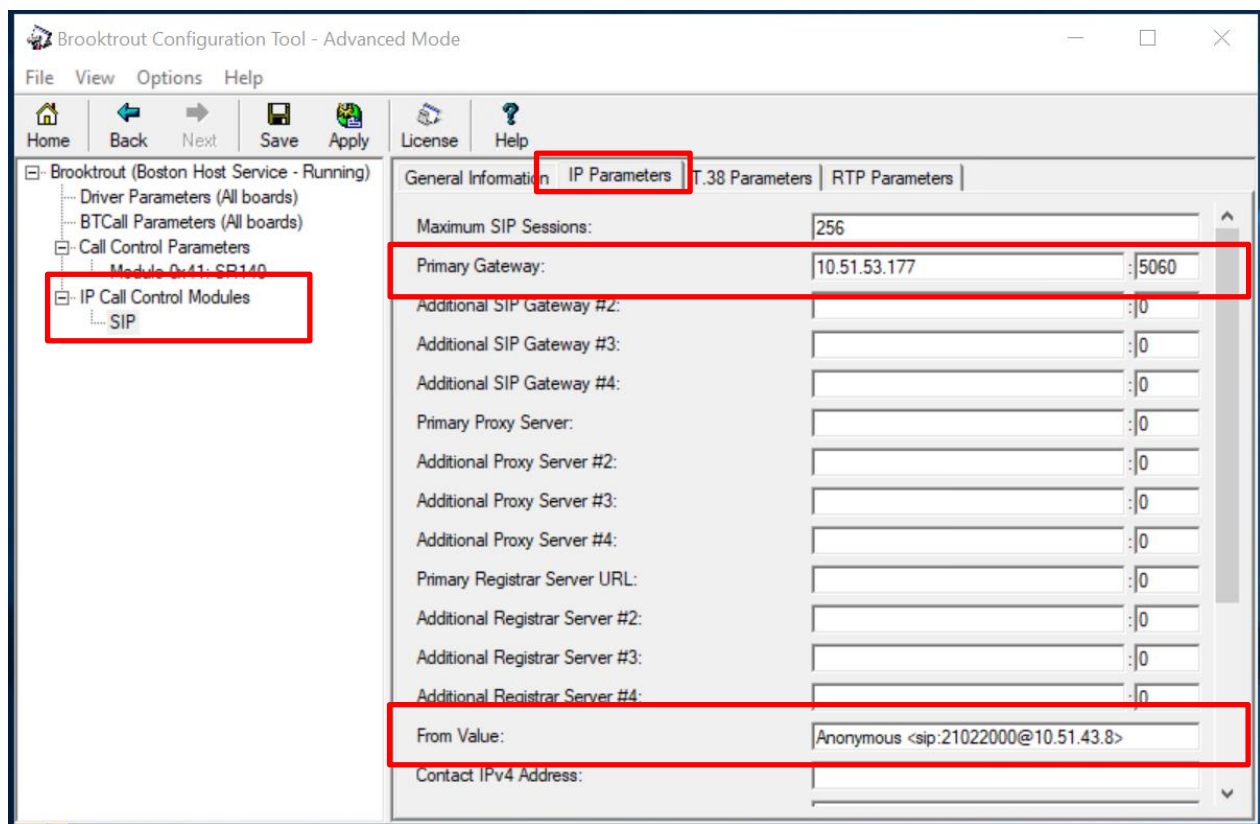 Brooktrout Configuration Tool - Advanced Mode
File View Options Help
Home Back Next Save Apply License Help
Brooktrout (Boston Host Service - Running)
Driver Parameters (All boards)
BTCall Parameters (All boards)
Call Control Parameters
Module 0x41: SR140
IP Call Control Modules
SIP
General Information IP Parameters T.38 Parameters RTP Parameters
Maximum SIP Sessions: 256
Primary Gateway: 10.51.53.177 : 5060
Additional SIP Gateway #2: : 0
Additional SIP Gateway #3: : 0
Additional SIP Gateway #4: : 0
Primary Proxy Server: : 0
Additional Proxy Server #2: : 0
Additional Proxy Server #3: : 0
Additional Proxy Server #4: : 0
Primary Registrar Server URL: : 0
Additional Registrar Server #2: : 0
Additional Registrar Server #3: : 0
Additional Registrar Server #4: : 0
From Value: Anonymous <sip:21022000@10.51.43.8>
Contact IPv4 Address: